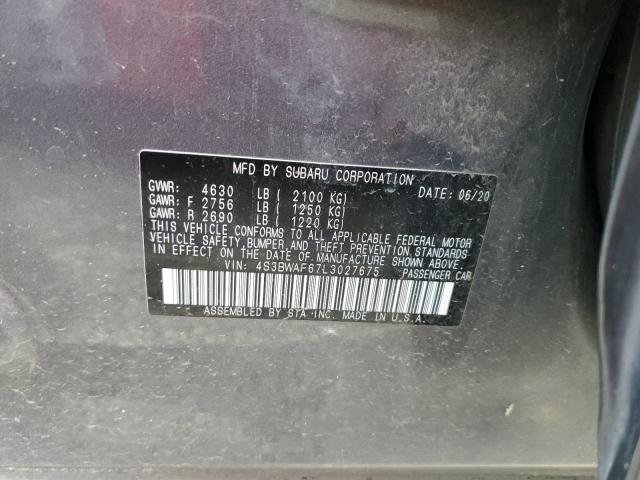 MFD BY SUBARU CORPORATION
GVWR: 4630 LB ( 2100 KG) DATE: 06/20
GAWR: F 2756 LB ( 1250 KG)
GAWR: R 2690 LB ( 1220 KG)
THIS VEHICLE CONFORMS TO ALL APPLICABLE FEDERAL MOTOR
VEHICLE SAFETY, BUMPER, AND THEFT PREVENTION STANDARDS
IN EFFECT ON THE DATE OF MANUFACTURE SHOWN ABOVE.
VIN: 4S3BWAF67L3027675 PASSENGER CAR
ASSEMBLED BY STA INC. MADE IN U.S.A.